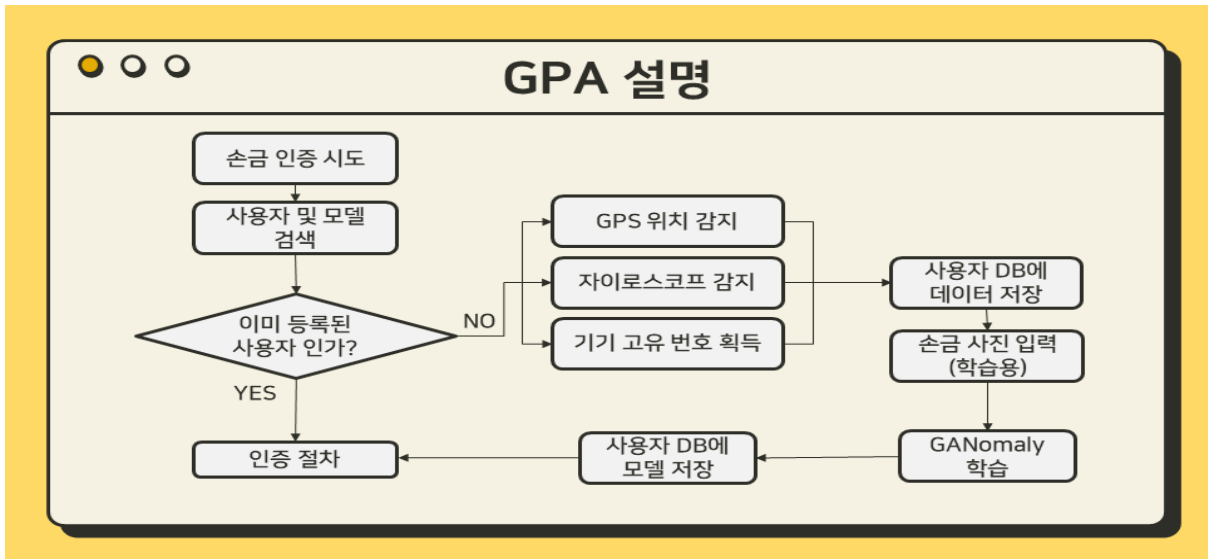 GPA 설명
손금 인증 시도
사용자 및 모델
검색
이미 등록된
사용자 인가?
NO
YES
GPS 위치 감지
자이로스코프 감지
기기 고유 번호 획득
사용자 DB에
데이터 저장
손금 사진 입력
(학습용)
GANomaly
학습
사용자 DB에
모델 저장
인증 절차